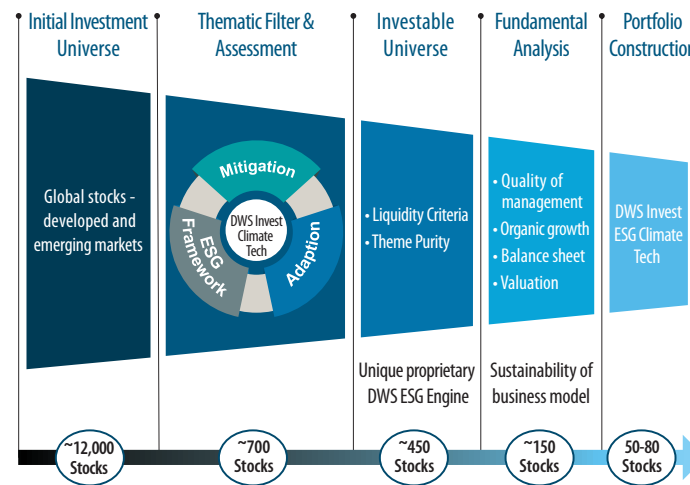 Initial Investment
Universe
Thematic Filter &
Assessment
Investable
Universe
Fundamental
Analysis
Portfolio
Construction
Global stocks -
developed and
emerging markets
Mitigation
Adaption
ESG
Framework
DWS Invest
Climate
Tech
• Liquidity Criteria
• Theme Purity
• Quality of
management
• Organic growth
• Balance sheet
• Valuation
DWS Invest
ESG Climate
Tech
Unique proprietary
DWS ESG Engine
Sustainability of
business model
~12,000
Stocks
~700
Stocks
~450
Stocks
~150
Stocks
50-80
Stocks